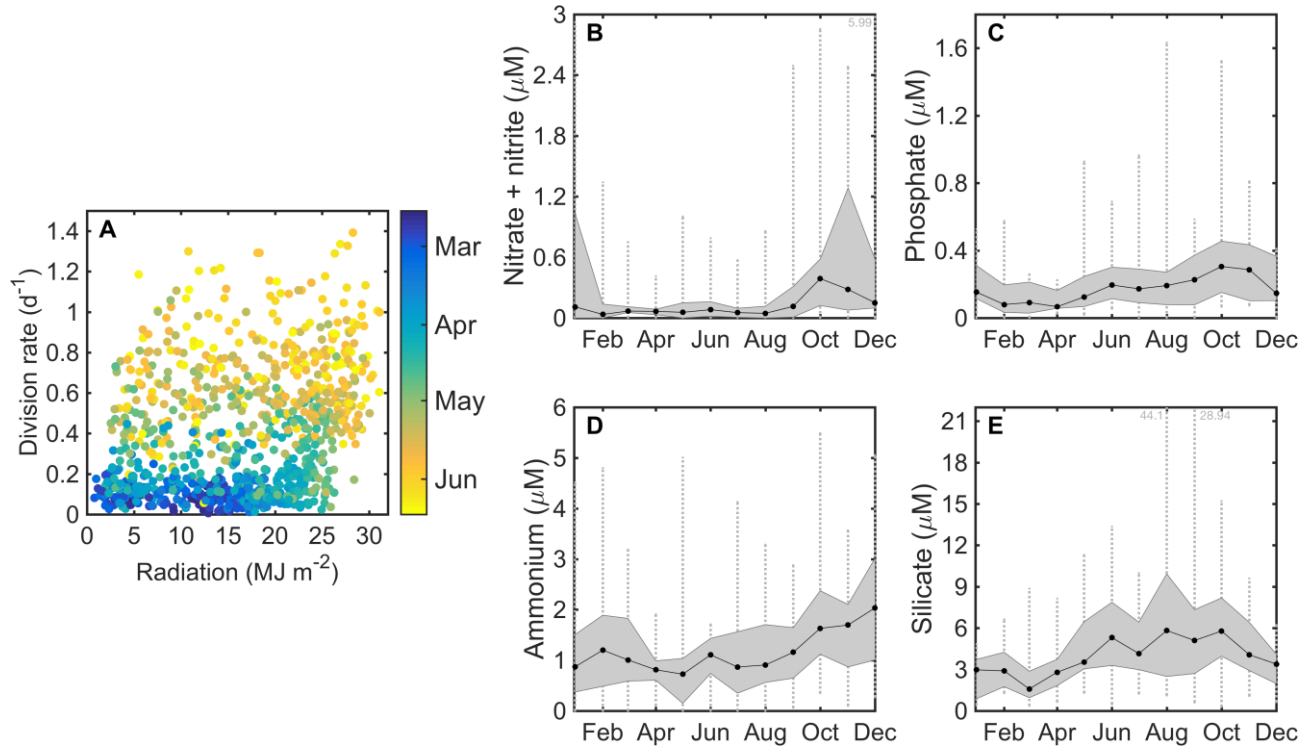 A
Division rate (d⁻¹)
1.4
1.2
1
0.8
0.6
0.4
0.2
0
0 5 10 15 20 25 30
Radiation (MJ m⁻²)
Mar
Apr
May
Jun
B
5.99
Nitrate + nitrite (μM)
3
2.4
1.8
1.2
0.6
0
Feb Apr Jun Aug Oct Dec
C
Phosphate (μM)
1.6
1.2
0.8
0.4
0
Feb Apr Jun Aug Oct Dec
D
Ammonium (μM)
6
5
4
3
2
1
0
Feb Apr Jun Aug Oct Dec
E
44.1
28.94
Silicate (μM)
21
18
15
12
9
6
3
0
Feb Apr Jun Aug Oct Dec